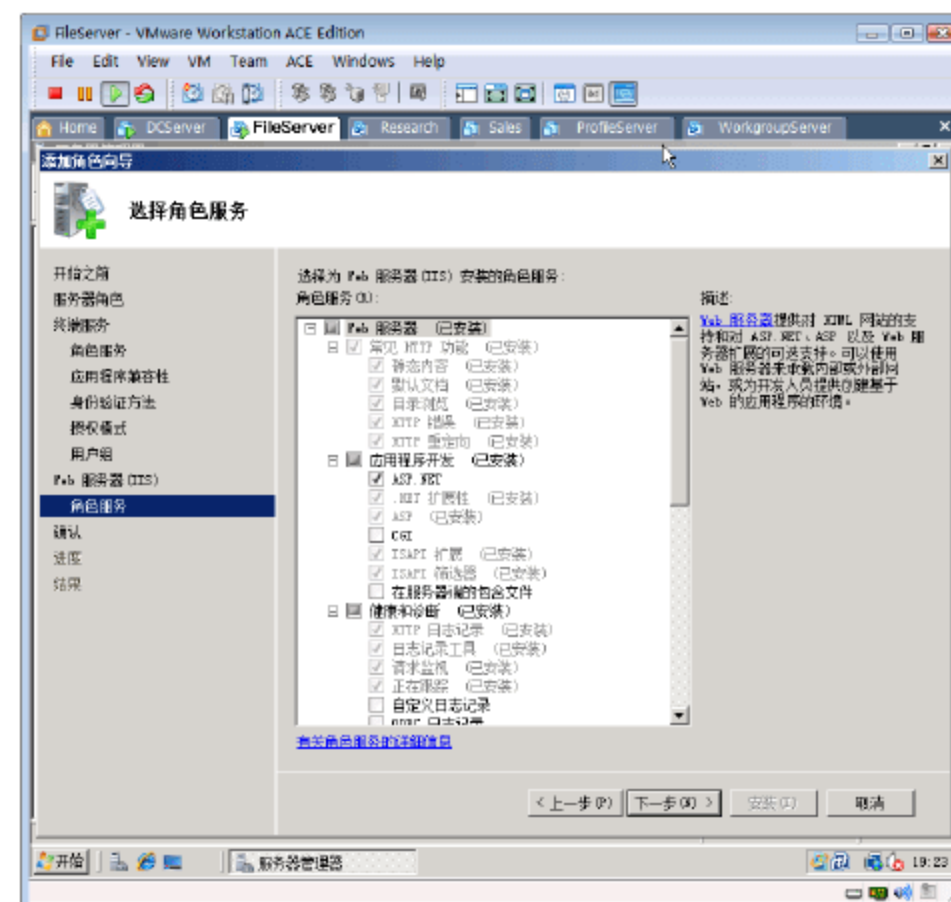 FileServer - VMware Workstation ACE Edition
File Edit View VM Team ACE Windows Help
Home DCServer FileServer Research Sales ProfileServer WorkgroupServer
添加角色向导
选择角色服务
开始之前
服务器角色
终端服务
角色服务
应用程序兼容性
身份验证方法
授权模式
用户组
Web 服务器(IIS)
角色服务
确认
进度
结果
选择为 Web 服务器(IIS) 安装的角色服务:
角色服务(R):
Web 服务器 (已安装)
常见 HTTP 功能 (已安装)
静态内容 (已安装)
默认文档 (已安装)
目录浏览 (已安装)
HTTP 错误 (已安装)
HTTP 重定向 (已安装)
应用程序开发 (已安装)
ASP.NET
.NET 扩展性 (已安装)
ASP (已安装)
CGI
ISAPI 扩展 (已安装)
ISAPI 筛选器 (已安装)
在服务器端的包含文件
健康和诊断 (已安装)
HTTP 日志记录 (已安装)
日志记录工具 (已安装)
请求监视 (已安装)
正在跟踪 (已安装)
自定义日志记录
ODBC 日志记录
有关角色服务的详细信息
描述:
Web 服务器提供对 HTML 网站的支
持和对 ASP.NET、ASP 以及 Web 服
务器扩展的可选支持。可以使用
Web 服务器来承载内部或外部网
站，或为开发人员提供创建基于
Web 的应用程序的环境。
< 上一步(P) 下一步(N) > 安装(I) 取消
开始 服务器管理器 19:23